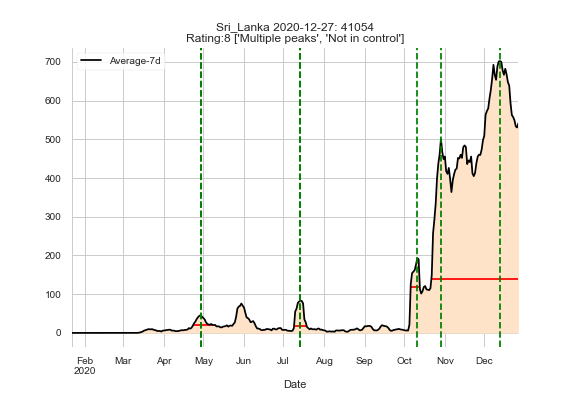 Sri_Lanka 2020-12-27: 41054
Rating:8 ['Multiple peaks', 'Not in control']
Average-7d
700
600
500
400
300
200
100
0
Feb Mar Apr May Jun Jul Aug Sep Oct Nov Dec
2020
Date